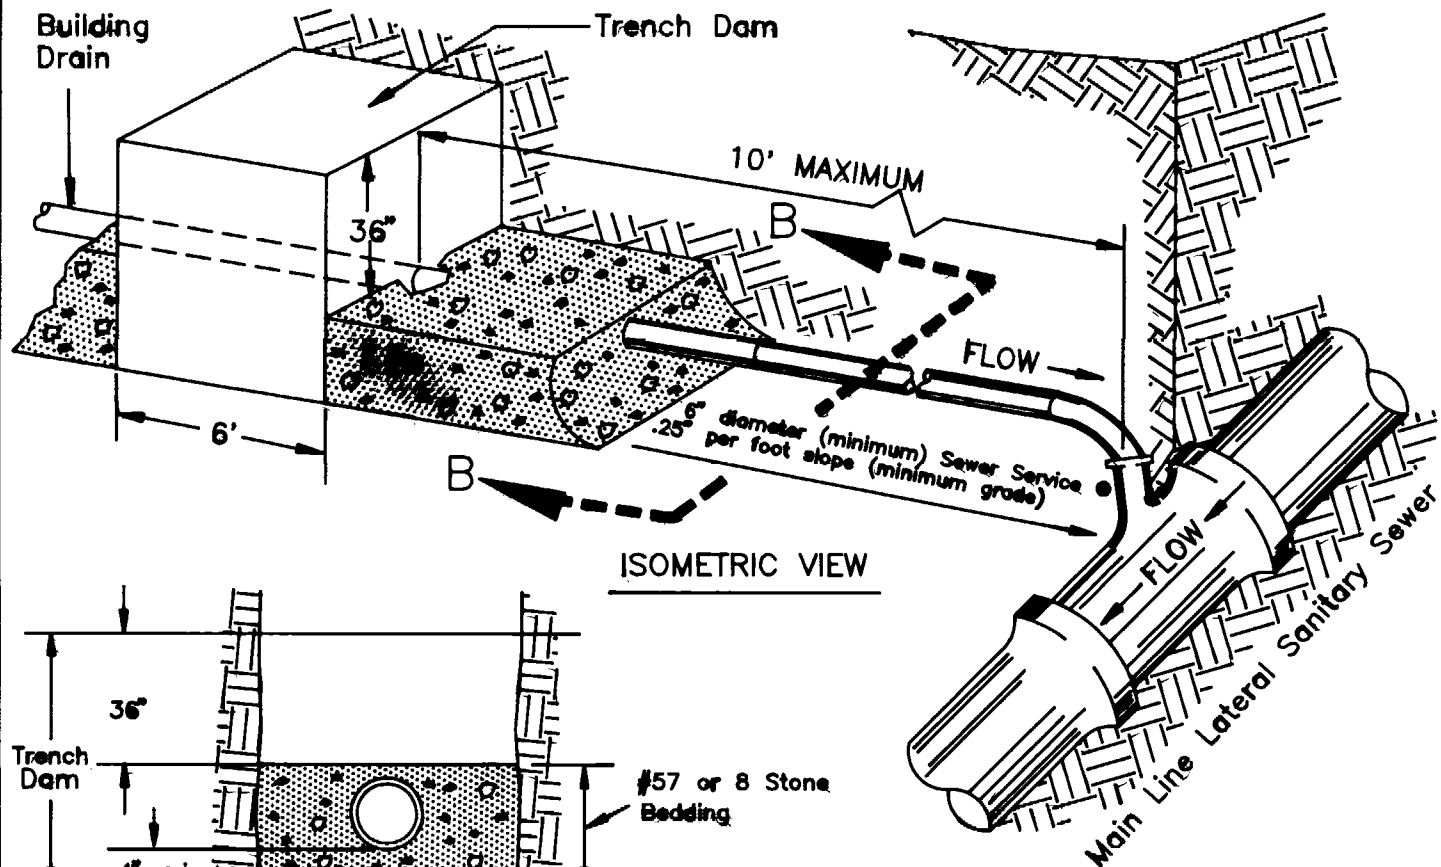 Building
Drain
Trench Dam
10' MAXIMUM
36"
B
FLOW
6'
6" diameter (minimum) Sewer Service
.25" per foot slope (minimum grade)
B
ISOMETRIC VIEW
FLOW
Main Line Lateral Sanitary Sewer
36"
Trench
Dam
#57 or 8 Stone
Bedding